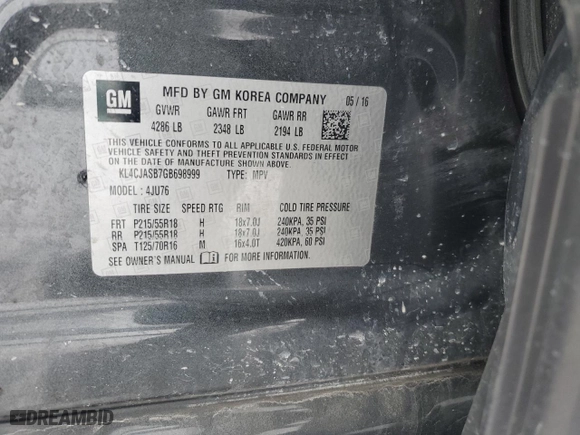 GM
MFD BY GM KOREA COMPANY 05/16
GVWR GAWR FRT GAWR RR
4286 LB 2348 LB 2194 LB
THIS VEHICLE CONFORMS TO ALL APPLICABLE U.S. FEDERAL MOTOR
VEHICLE SAFETY AND THEFT PREVENTION STANDARDS IN EFFECT ON
THE DATE OF MANUFACTURE SHOWN ABOVE.
KL4CJASB7GB698999 TYPE: MPV
MODEL: 4JU76
TIRE SIZE SPEED RTG RIM COLD TIRE PRESSURE
FRT P215/55R18 H 18x7.0J 240KPA, 35 PSI
RR P215/55R18 H 18x7.0J 240KPA, 35 PSI
SPA T125/70R16 M 16x4.0T 420KPA, 60 PSI
SEE OWNER'S MANUAL FOR MORE INFORMATION.
DREAMBID